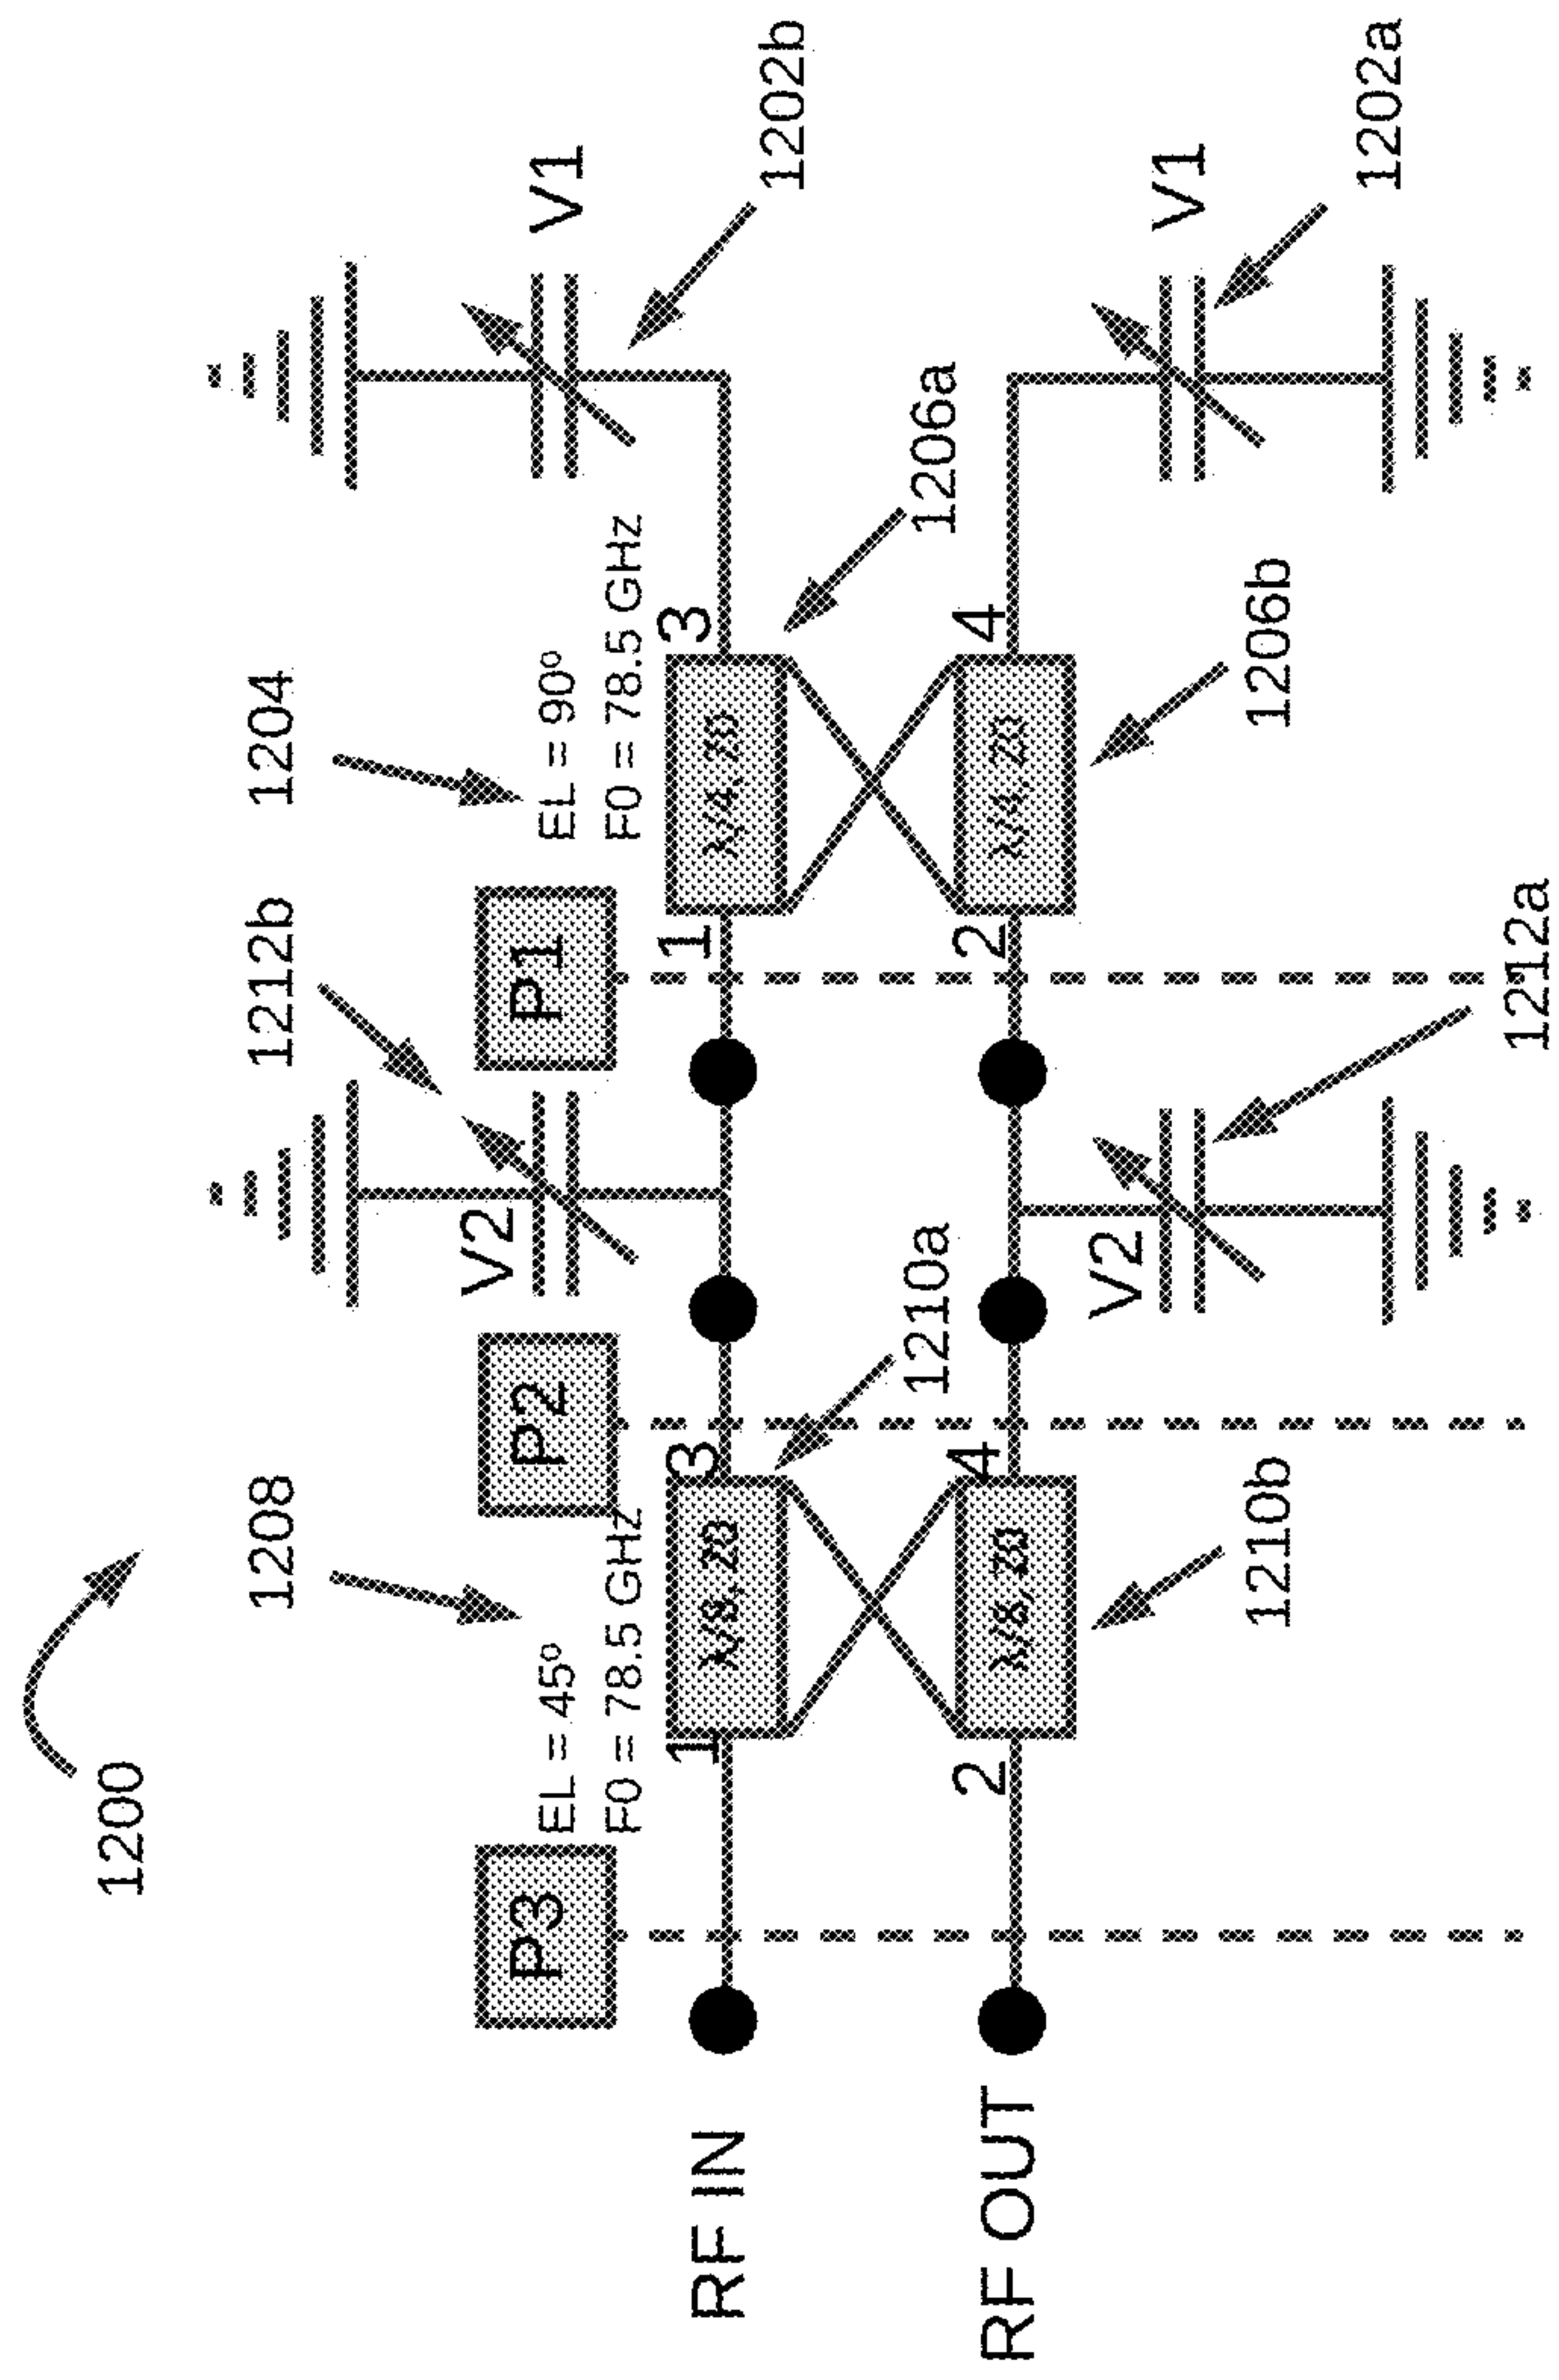 1200
1208
1212b
1204
P3
P2
P1
V2
V1
1202b
EL = 45º
F0 = 78.5 GHZ
EL = 90º
F0 = 78.5 GHz
RF IN
1
λ/8, Z0
3
1
λ/4, Z0
3
1210a
1206a
RF OUT
2
λ/8, Z0
4
2
λ/4, Z0
4
V2
V1
1210b
1206b
1202a
1212a